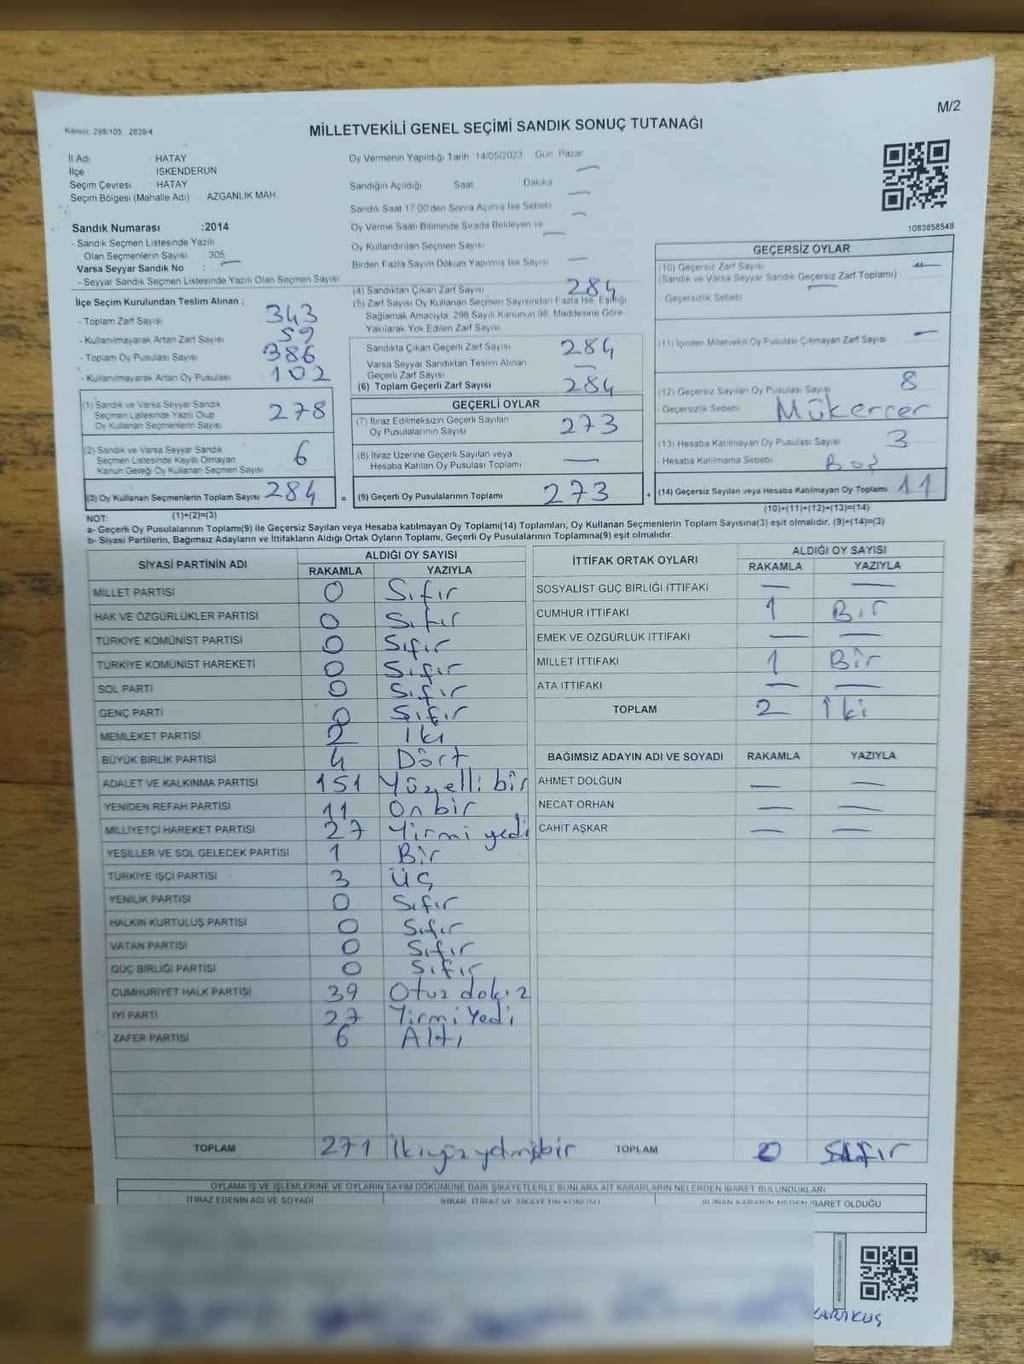 M/2
Kanun: 298/105 2839/4
MİLLETVEKİLİ GENEL SEÇİMİ SANDIK SONUÇ TUTANAĞI
İl Adı HATAY
İlçe İSKENDERUN
Seçim Çevresi HATAY
Seçim Bölgesi (Mahalle Adı) AZGANLIK MAH
Sandık Numarası :2014
- Sandık Seçmen Listesinde Yazılı
Olan Seçmenlerin Sayısı 305
Varsa Seyyar Sandık No :
- Seyyar Sandık Seçmen Listesinde Yazılı Olan Seçmen Sayısı
İlçe Seçim Kurulundan Teslim Alınan :
- Toplam Zarf Sayısı 343
- Kullanılmayarak Artan Zarf Sayısı 59
- Toplam Oy Pusulası Sayısı 386
- Kullanılmayarak Artan Oy Pusulası 102
(1) Sandık ve Varsa Seyyar Sandık
Seçmen Listesinde Yazılı Olup
Oy Kullanan Seçmenlerin Sayısı 278
(2) Sandık ve Varsa Seyyar Sandık
Seçmen Listesinde Kayıtlı Olmayan
Kanun Gereği Oy Kullanan Seçmen Sayısı 6
(3) Oy Kullanan Seçmenlerin Toplam Sayısı 284 =
(1)+(2)=(3)
Oy Vermenin Yapıldığı Tarih 14/05/2023 Gün Pazar
Sandığın Açıldığı Saat Dakika
Sandık Saat 17:00'den Sonra Açılmış İse Sebebi
Oy Verme Saati Bitiminde Sırada Bekleyen ve
Oy Kullandırılan Seçmen Sayısı
Birden Fazla Sayım Döküm Yapılmış İse Sayısı
(4) Sandıktan Çıkan Zarf Sayısı 284
(5) Zarf Sayısı Oy Kullanan Seçmen Sayısından Fazla İse, Eşitliği
Sağlamak Amacıyla, 298 Sayılı Kanunun 98. Maddesine Göre
Yakılarak Yok Edilen Zarf Sayısı
Sandıkta Çıkan Geçerli Zarf Sayısı 284
Varsa Seyyar Sandıktan Teslim Alınan
Geçerli Zarf Sayısı
(6) Toplam Geçerli Zarf Sayısı 284
GEÇERLİ OYLAR
(7) İtiraz Edilmeksizin Geçerli Sayılan
Oy Pusulalarının Sayısı 273
(8) İtiraz Üzerine Geçerli Sayılan veya
Hesaba Katılan Oy Pusulası Toplamı
(9) Geçerli Oy Pusulalarının Toplamı 273 +
1083858548
GEÇERSİZ OYLAR
(10) Geçersiz Zarf Sayısı
(Sandık ve Varsa Seyyar Sandık Geçersiz Zarf Toplamı)
- Geçersizlik Sebebi
(11) İçinden Milletvekili Oy Pusulası Çıkmayan Zarf Sayısı
(12) Geçersiz Sayılan Oy Pusulası Sayısı 8
- Geçersizlik Sebebi Mükerrer
(13) Hesaba Katılmayan Oy Pusulası Sayısı 3
- Hesaba Katılmama Sebebi Boş
(14) Geçersiz Sayılan veya Hesaba Katılmayan Oy Toplamı 11
(10)+(11)+(12)+(13)=(14)
NOT:
a- Geçerli Oy Pusulalarının Toplamı(9) ile Geçersiz Sayılan veya Hesaba katılmayan Oy Toplamı(14) Toplamları, Oy Kullanan Seçmenlerin Toplam Sayısına(3) eşit olmalıdır. (9)+(14)=(3)
b- Siyasi Partilerin, Bağımsız Adayların ve İttifakların Aldığı Ortak Oyların Toplamı, Geçerli Oy Pusulalarının Toplamına(9) eşit olmalıdır.
SİYASİ PARTİNİN ADI ALDIĞI OY SAYISI
RAKAMLA YAZIYLA
MİLLET PARTİSİ 0 Sıfır
HAK VE ÖZGÜRLÜKLER PARTİSİ 0 Sıfır
TÜRKİYE KOMÜNİST PARTİSİ 0 Sıfır
TÜRKİYE KOMÜNİST HAREKETİ 0 Sıfır
SOL PARTİ 0 Sıfır
GENÇ PARTİ 0 Sıfır
MEMLEKET PARTİSİ 2 İki
BÜYÜK BİRLİK PARTİSİ 4 Dört
ADALET VE KALKINMA PARTİSİ 151 Yüzelli bir
YENİDEN REFAH PARTİSİ 11 Onbir
MİLLİYETÇİ HAREKET PARTİSİ 27 Yirmi yedi
YEŞİLLER VE SOL GELECEK PARTİSİ 1 Bir
TÜRKİYE İŞÇİ PARTİSİ 3 Üç
YENİLİK PARTİSİ 0 Sıfır
HALKIN KURTULUŞ PARTİSİ 0 Sıfır
VATAN PARTİSİ 0 Sıfır
GÜÇ BİRLİĞİ PARTİSİ 0 Sıfır
CUMHURİYET HALK PARTİSİ 39 Otuz dokuz
İYİ PARTİ 27 Yirmi Yedi
ZAFER PARTİSİ 6 Altı
TOPLAM 271 İkiyüzyetmişbir
İTTİFAK ORTAK OYLARI ALDIĞI OY SAYISI
RAKAMLA YAZIYLA
SOSYALİST GÜÇ BİRLİĞİ İTTİFAKI
CUMHUR İTTİFAKI 1 Bir
EMEK VE ÖZGÜRLÜK İTTİFAKI
MİLLET İTTİFAKI 1 Bir
ATA İTTİFAKI
TOPLAM 2 İki
BAĞIMSIZ ADAYIN ADI VE SOYADI RAKAMLA YAZIYLA
AHMET DOLĞUN
NECAT ORHAN
CAHİT AŞKAR
TOPLAM 0 Sıfır
OYLAMA İŞ VE İŞLEMLERİNE VE OYLARIN SAYIM DÖKÜMÜNE DAİR ŞİKAYETLERLE BUNLARA AİT KARARLARIN NELERDEN İBARET BULUNDUKLARI
İTİRAZ EDENİN ADI VE SOYADI İHBAR, İTİRAZ VE ŞİKAYETİN KONUSU ALINAN KARARIN NEDEN İBARET OLDUĞU
KARAKUŞ